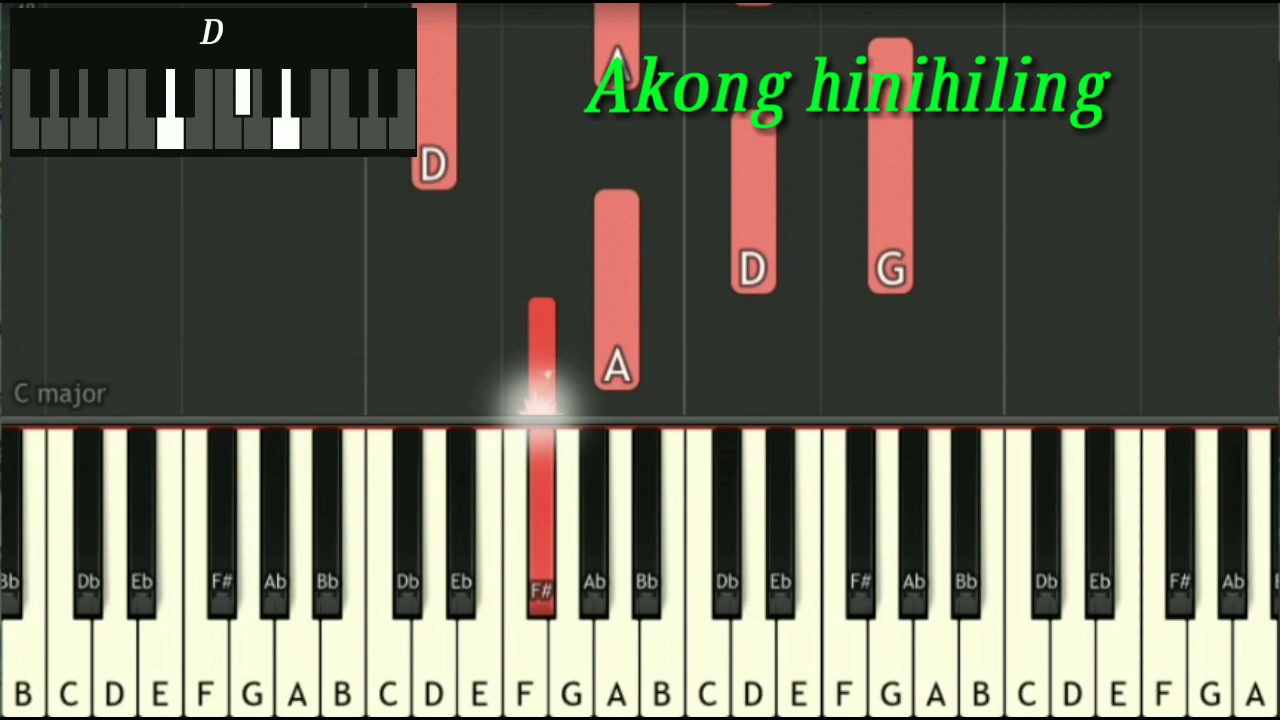 D
Akong hinihiling
A
D
D
G
A
C major
Bb Db Eb F# Ab Bb Db Eb F# Ab Bb Db Eb F# Ab Bb Db Eb F# Ab
B C D E F G A B C D E F G A B C D E F G A B C D E F G A